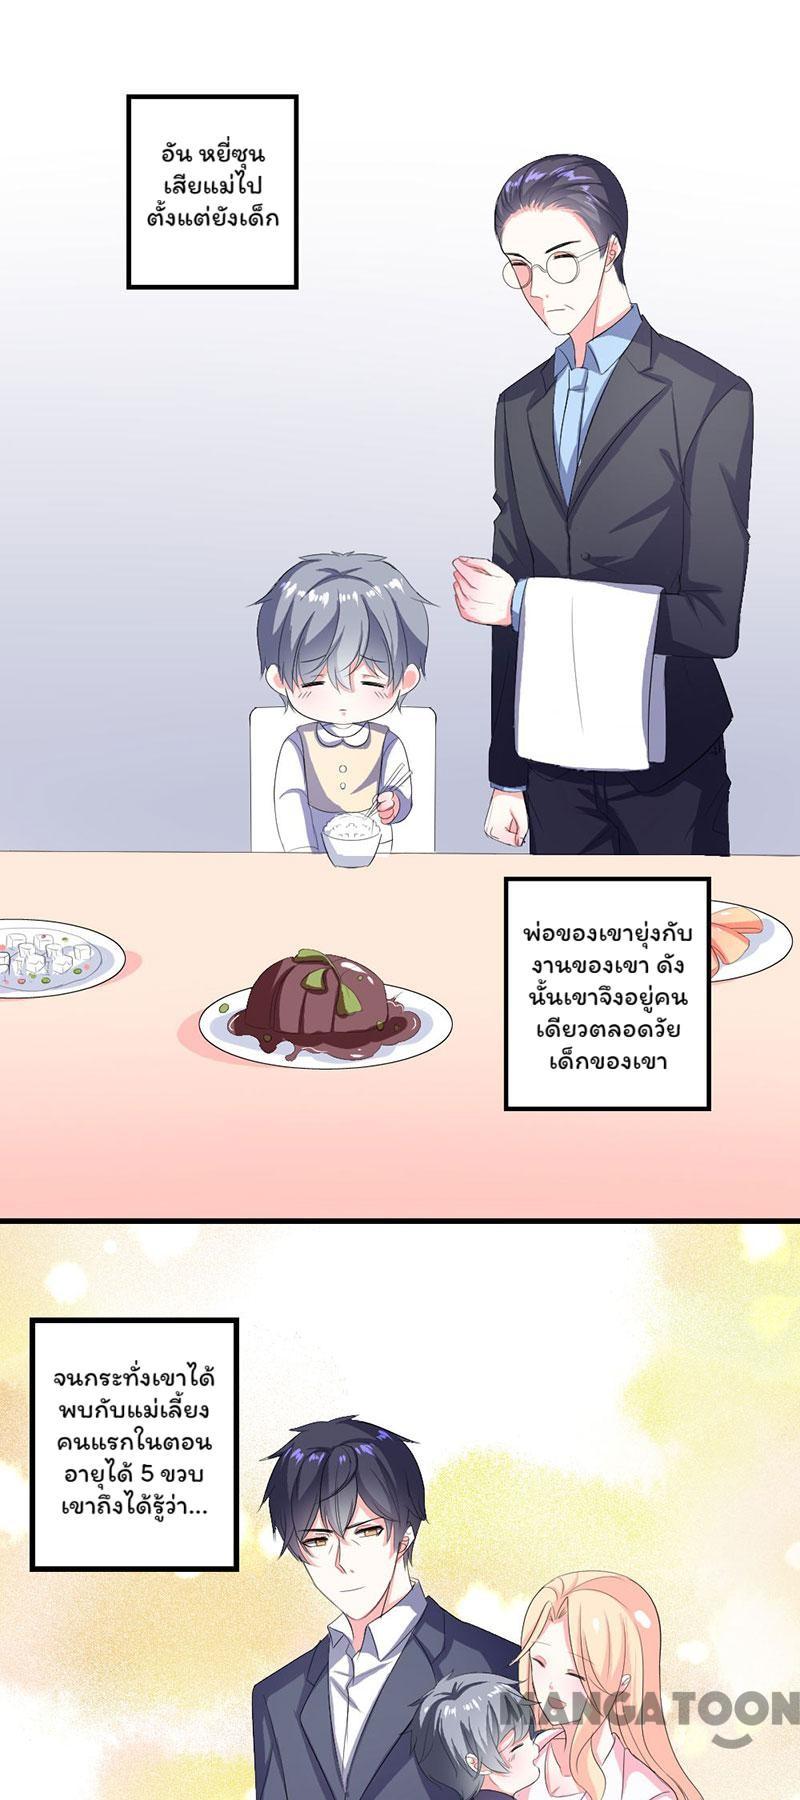 อัน หยี่ซุน
เสียแม่ไป
ตั้งแต่ยังเด็ก
พ่อของเขายุ่งกับ
งานของเขา ดัง
นั้นเขาจึงอยู่คน
เดียวตลอดวัย
เด็กของเขา
จนกระทั่งเขาได้
พบกับแม่เลี้ยง
คนแรกในตอน
อายุได้ 5 ขวบ
เขาถึงได้รู้ว่า...
MANGA TOON